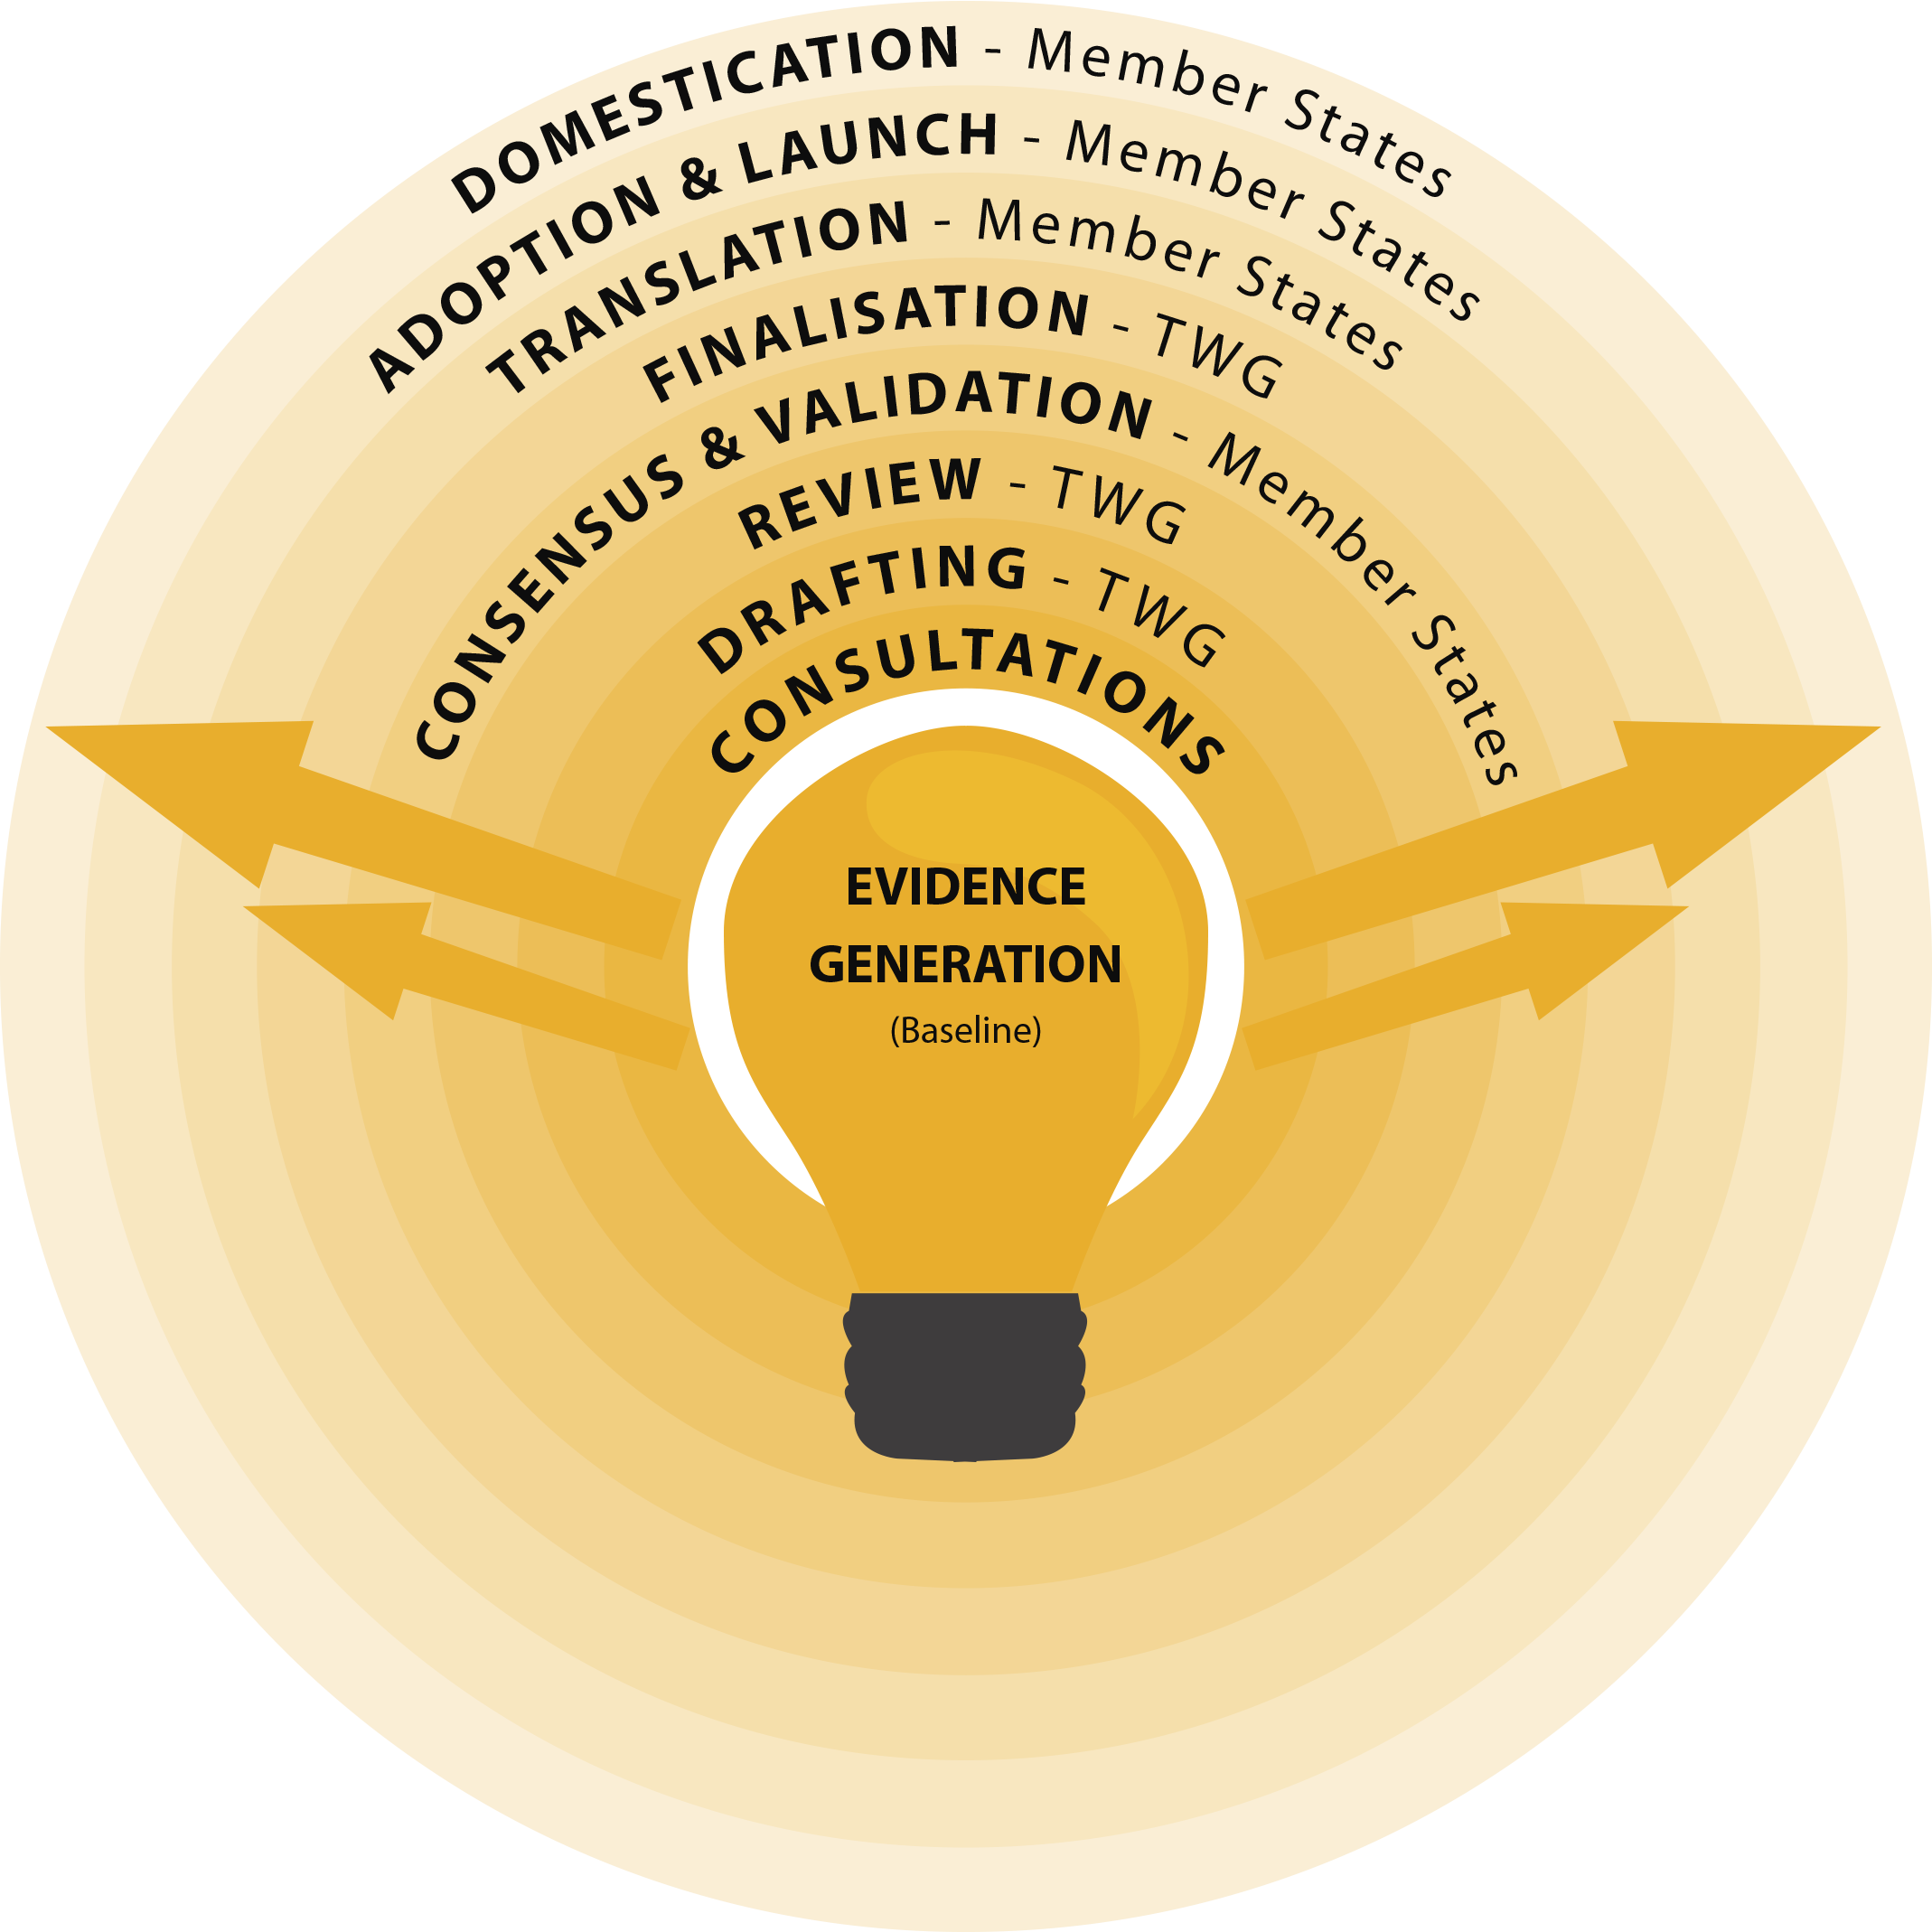 DOMESTICATION - Member States
ADOPTION & LAUNCH - Member States
TRANSLATION - Member States
FINALISATION - TWG
CONSENSUS & VALIDATION - Member States
REVIEW - TWG
DRAFTING - TWG
CONSULTATIONS
EVIDENCE
GENERATION
(Baseline)